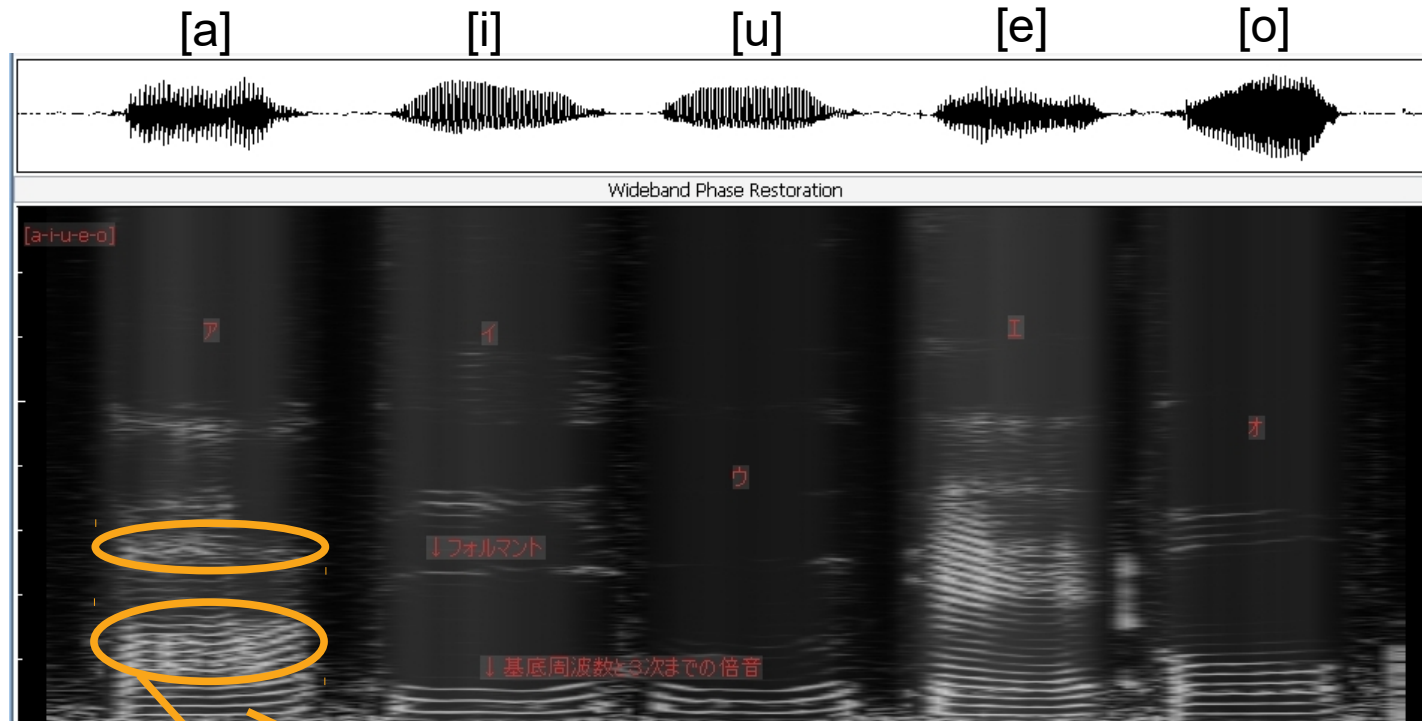 [a] [i] [u] [e] [o]
Wideband Phase Restoration
[a-i-u-e-o]
ア
イ
エ
オ
ウ
↓フォルマント
↓基底周波数と3次までの倍音